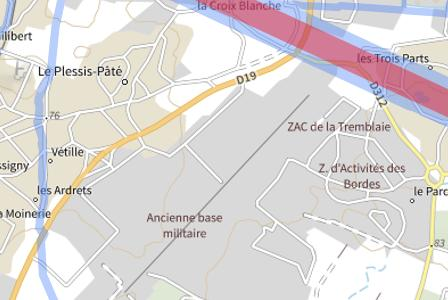 la Croix Blanche
ilibert
les Trois Parts
Le Plessis-Pâté
D19
D312
76
ZAC de la Tremblaie
Vétille
ssigny
Z. d'Activités des
Bordes
les Ardrets
le Parc
a Moinerie
Ancienne base
militaire
83